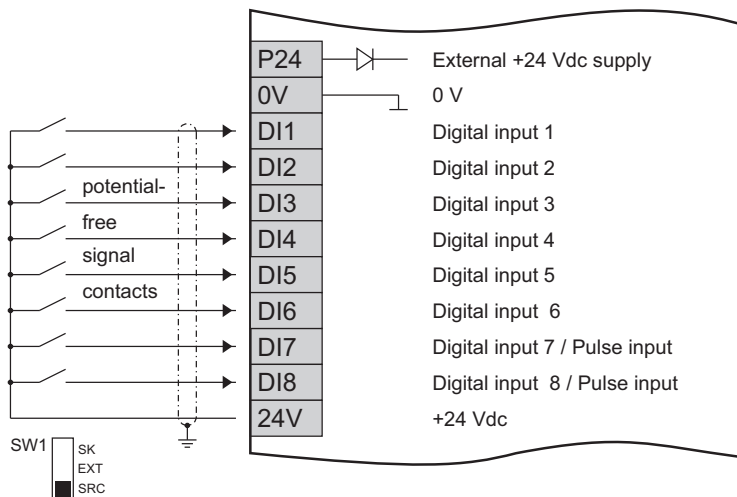 P24 External +24 Vdc supply
0V 0 V
DI1 Digital input 1
DI2 Digital input 2
potential-
DI3 Digital input 3
free
DI4 Digital input 4
signal
DI5 Digital input 5
contacts
DI6 Digital input 6
DI7 Digital input 7 / Pulse input
DI8 Digital input 8 / Pulse input
24V +24 Vdc
SW1 SK
EXT
SRC